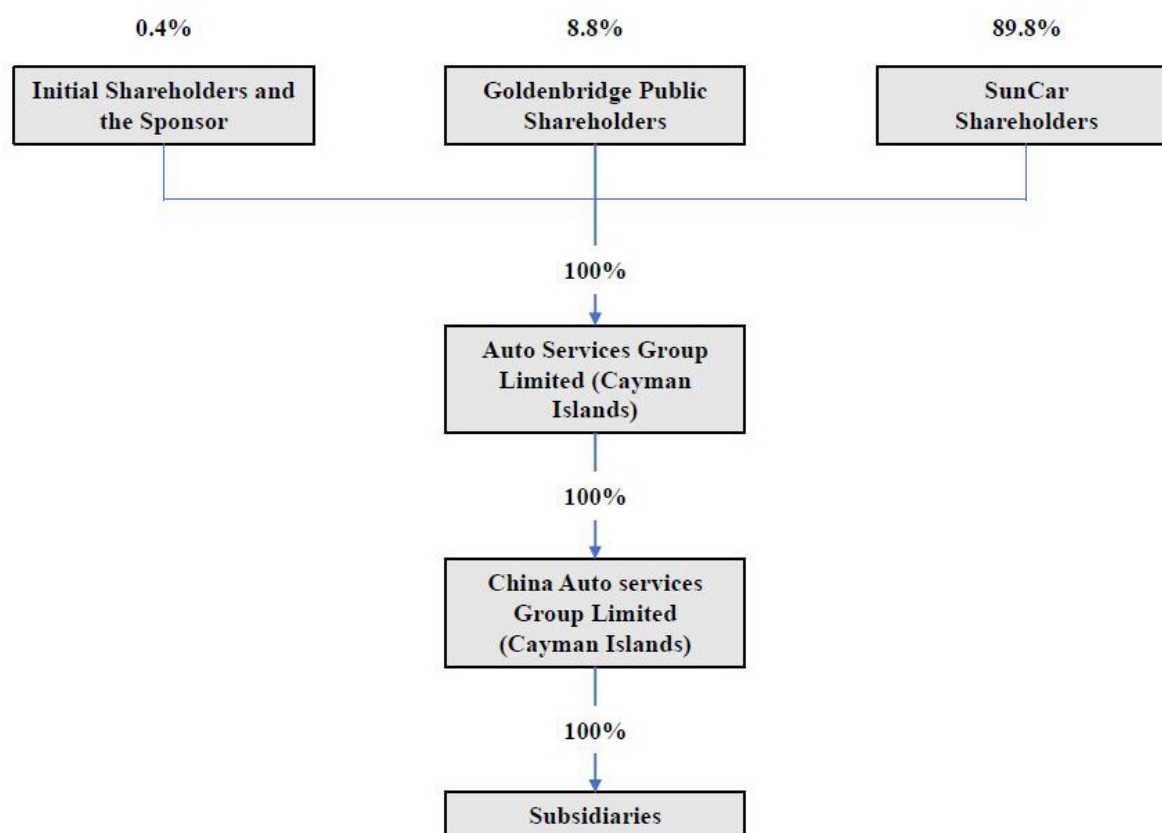 0.4%
8.8%
89.8%
Initial Shareholders and
the Sponsor
Goldenbridge Public
Shareholders
SunCar
Shareholders
100%
Auto Services Group
Limited (Cayman
Islands)
100%
China Auto services
Group Limited
(Cayman Islands)
100%
Subsidiaries